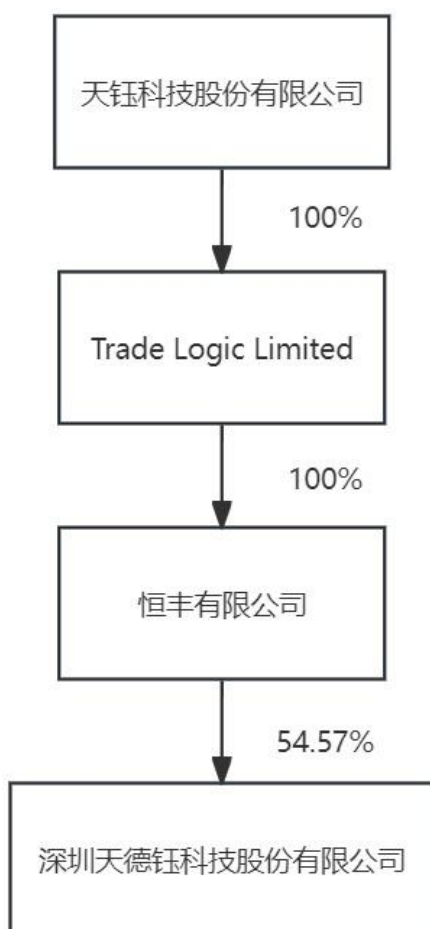 天钰科技股份有限公司
100%
Trade Logic Limited
100%
恒丰有限公司
54.57%
深圳天德钰科技股份有限公司